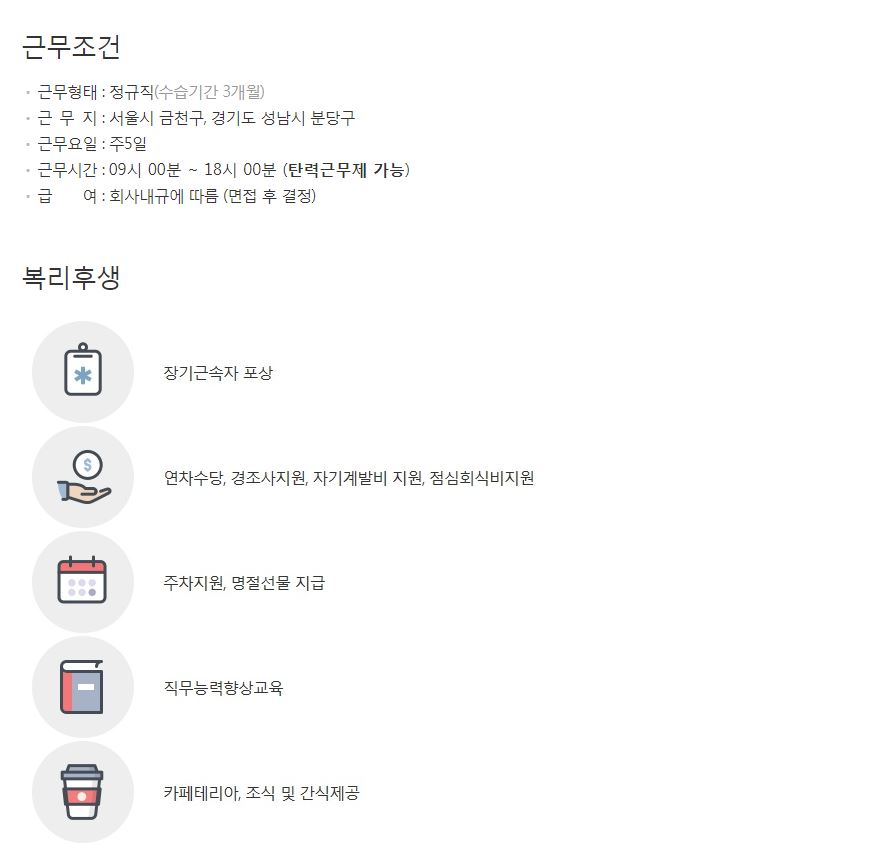 근무조건
· 근무형태 : 정규직(수습기간 3개월)
· 근 무 지 : 서울시 금천구, 경기도 성남시 분당구
· 근무요일 : 주5일
· 근무시간 : 09시 00분 ~ 18시 00분 (탄력근무제 가능)
· 급 여 : 회사내규에 따름 (면접 후 결정)
복리후생
장기근속자 포상
$
연차수당, 경조사지원, 자기계발비 지원, 점심회식비지원
주차지원, 명절선물 지급
직무능력향상교육
카페테리아, 조식 및 간식제공